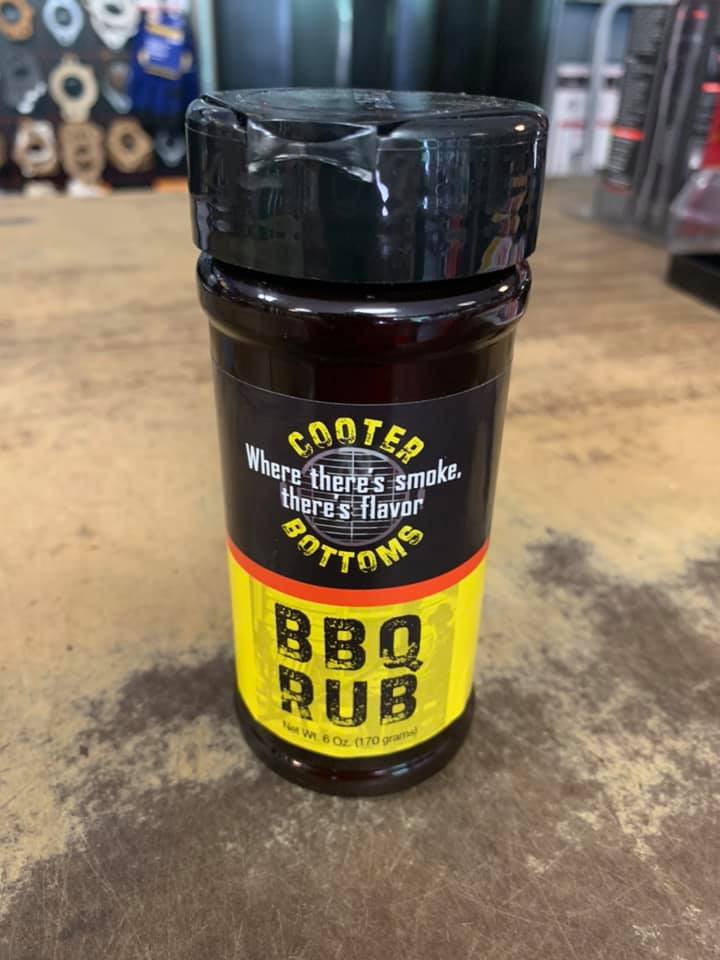 COOTER
Where there's smoke,
there's flavor
BOTTOMS
BBQ
RUB
Net Wt. 6 Oz. (170 grams)